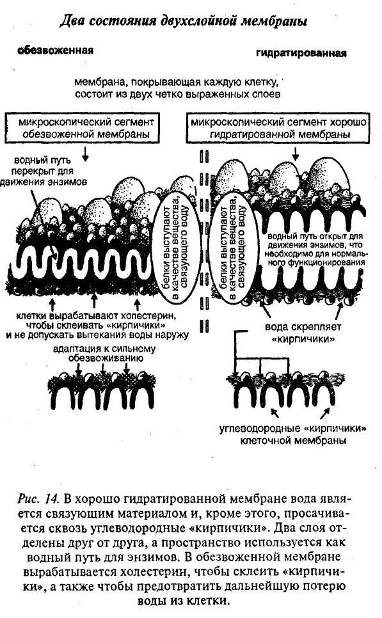 Два состояния двухслойной мембраны
обезвоженная
гидратированная
мембрана, покрывающая каждую клетку,
состоит из двух четко выраженных слоев
микроскопический сегмент
обезвоженной мембраны
микроскопический сегмент хорошо
гидратированной мембраны
водный путь
перекрыт для
движения энзимов
белки выступают
в качестве вещества,
связующего воду
белки выступают
в качестве вещества,
связующего воду
водный путь открыт для
движения энзимов, что
необходимо для нормаль-
ного функционирования
клетки вырабатывают холестерин,
чтобы склеивать «кирпичики»
и не допускать вытекания воды наружу
вода скрепляет
«кирпичики»
адаптация к сильному
обезвоживанию
углеводородные «кирпичики»
клеточной мембраны
Рис. 14. В хорошо гидратированной мембране вода явля-
ется связующим материалом и, кроме этого, просачива-
ется сквозь углеводородные «кирпичики». Два слоя от-
делены друг от друга, а пространство используется как
водный путь для энзимов. В обезвоженной мембране
вырабатывается холестерин, чтобы склеить «кирпичи-
ки», а также чтобы предотвратить дальнейшую потерю
воды из клетки.